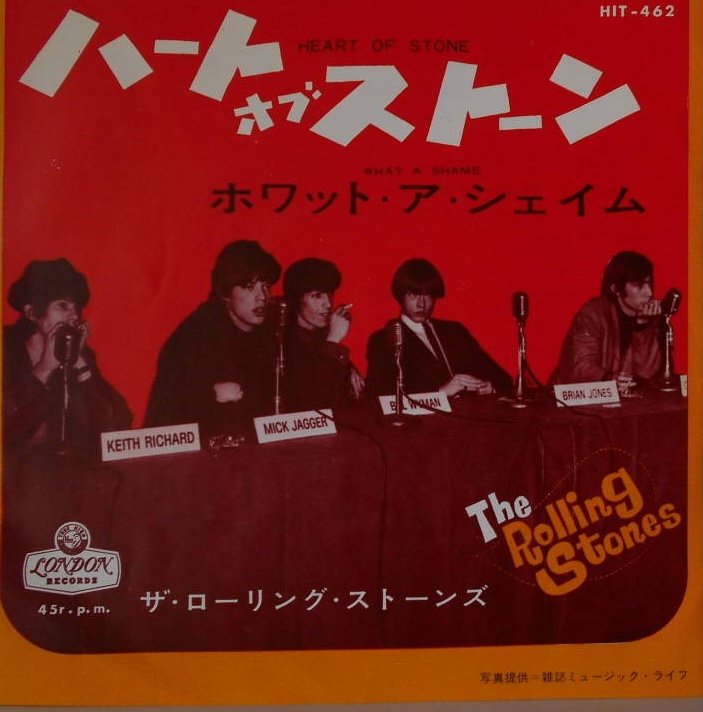 HIT-462
ハート
HEART OF STONE
オブ
ストーン
WHAT A SHAME
ホワット・ア・シェイム
KEITH RICHARD
MICK JAGGER
BILL WYMAN
BRIAN JONES
The
Rolling
Stones
LONDON
RECORDS
45r.p.m.
ザ・ローリング・ストーンズ
写真提供=雑誌ミュージック・ライフ